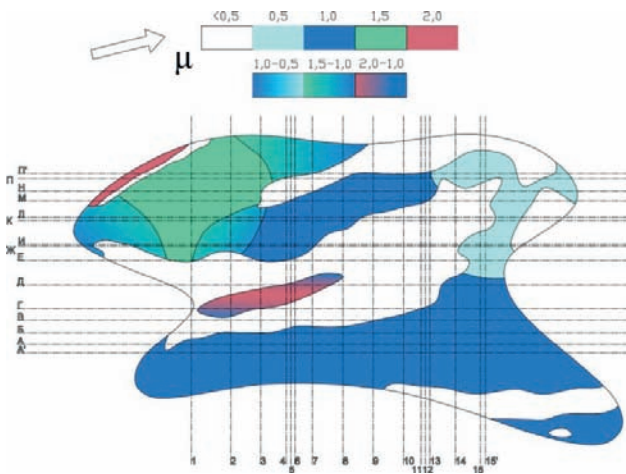 <0,5 0,5 1,0 1,5 2,0
μ
1,0-0,5 1,5-1,0 2,0-1,0
П'
П
Н
М
Л
К
И
Ж
Е
Д
Г
В
Б
А
А'
1 2 3 4 5 6 7 8 9 10 11 12 13 14 15 15'